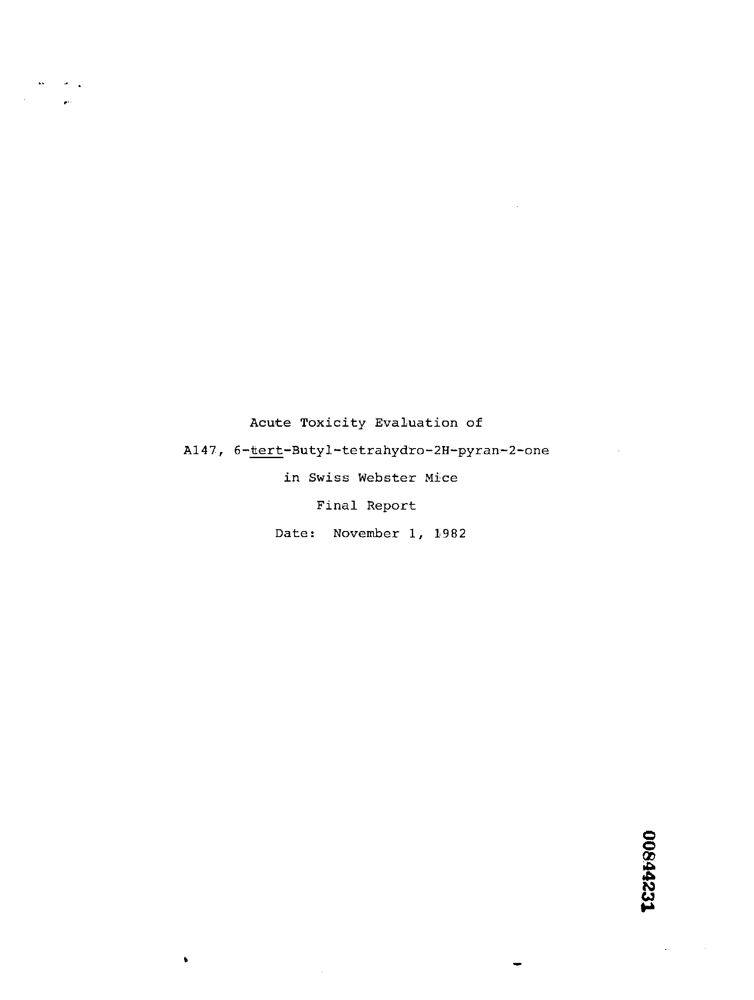 Acute Toxicity Evaluation of
A147, 6-tert-Butyl-tetrahydro-2H-pyran-2-one
in Swiss Webster Mice
Final Report
Date: November 1, 1982
00844231